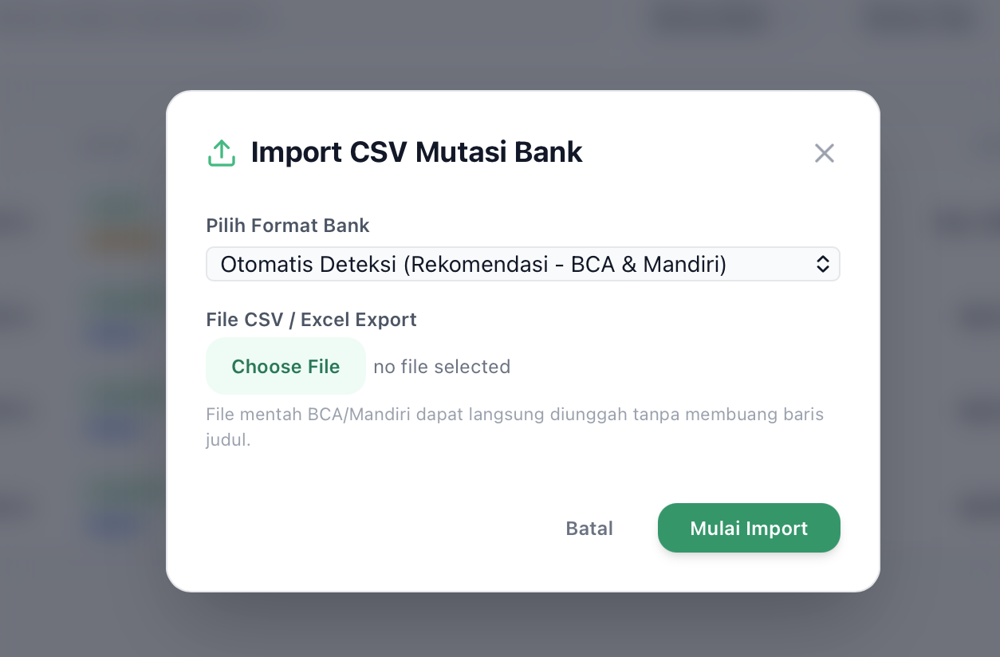 Import CSV Mutasi Bank
Pilih Format Bank
Otomatis Deteksi (Rekomendasi - BCA & Mandiri)
File CSV / Excel Export
Choose File no file selected
File mentah BCA/Mandiri dapat langsung diunggah tanpa membuang baris
judul.
Batal Mulai Import